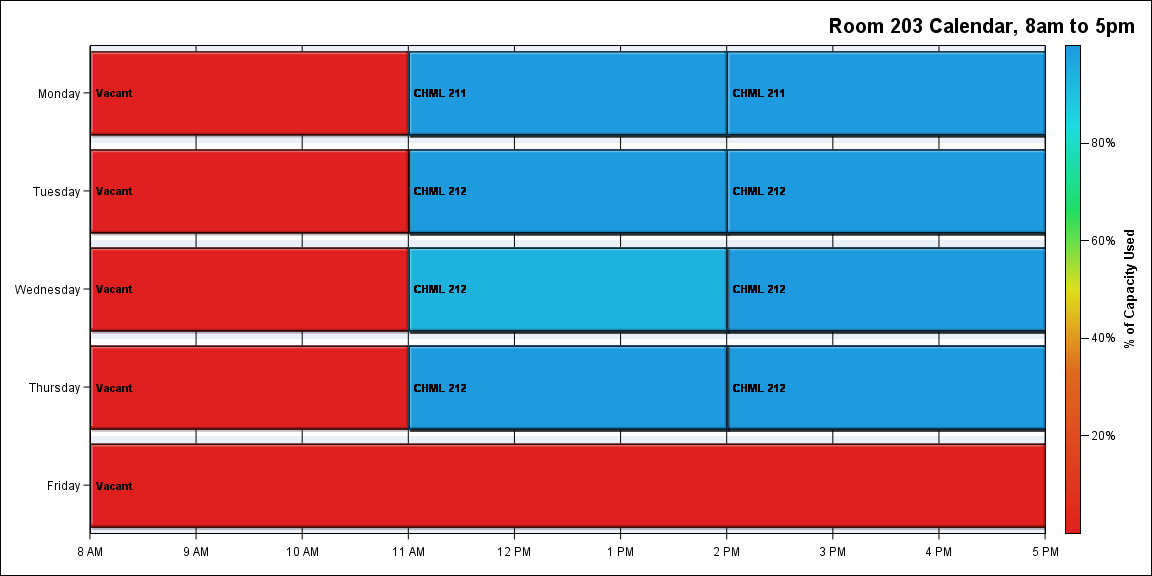 Room 203 Calendar, 8am to 5pm
Monday
Vacant
CHML 211
CHML 211
Tuesday
Vacant
CHML 212
CHML 212
Wednesday
Vacant
CHML 212
CHML 212
Thursday
Vacant
CHML 212
CHML 212
Friday
Vacant
8 AM
9 AM
10 AM
11 AM
12 PM
1 PM
2 PM
3 PM
4 PM
5 PM
80%
60%
40%
20%
% of Capacity Used